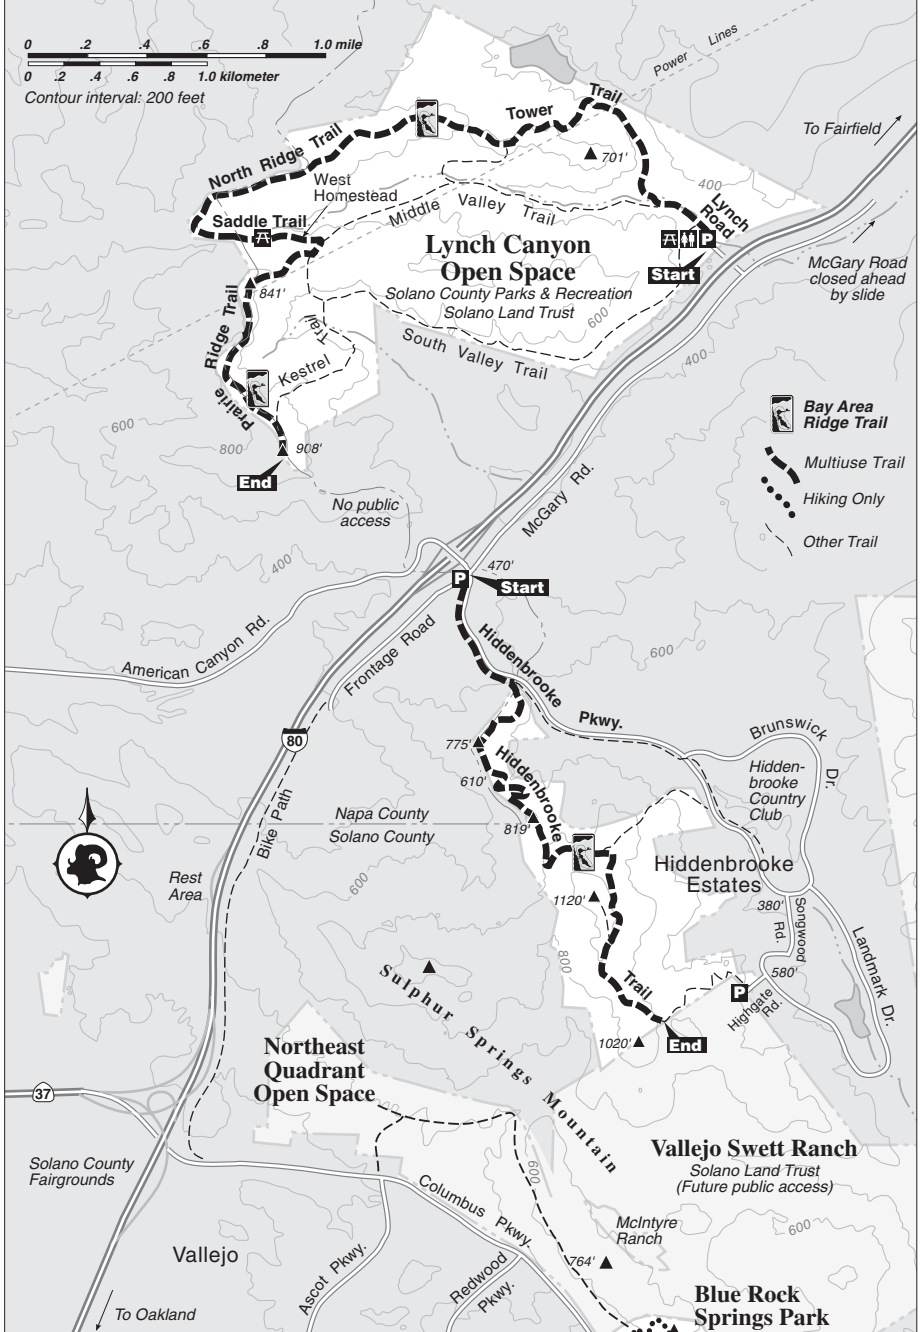 0 .2 .4 .6 .8 1.0 mile
0 .2 .4 .6 .8 1.0 kilometer
Contour interval: 200 feet
Power Lines
To Fairfield
Tower Trail
North Ridge Trail
701'
400
West
Homestead
Saddle Trail
Middle Valley Trail
Lynch
Road
P
Start
Lynch Canyon
Open Space
Solano County Parks & Recreation
Solano Land Trust
McGary Road
closed ahead
by slide
841'
600
South Valley Trail
400
Prairie Ridge Trail
Kestrel Trail
600
800
908'
End
Bay Area
Ridge Trail
Multiuse Trail
Hiking Only
Other Trail
No public
access
McGary Rd.
400
470'
P
Start
American Canyon Rd.
Frontage Road
Hiddenbrooke Pkwy.
600
80
Brunswick Dr.
775'
Hiddenbrooke Trail
610'
819'
Hidden-
brooke
Country
Club
Napa County
Solano County
Bike Path
Rest
Area
600
Hiddenbrooke
Estates
1120'
380'
Songwood
Rd.
Landmark Dr.
800
580'
P
Highgate
Rd.
Sulphur Springs Mountain
1020'
End
Northeast
Quadrant
Open Space
37
Vallejo Swett Ranch
Solano Land Trust
(Future public access)
Solano County
Fairgrounds
600
Columbus Pkwy.
McIntyre
Ranch
600
Vallejo
Ascot Pkwy.
Redwood
Pkwy.
764'
Blue Rock
Springs Park
To Oakland